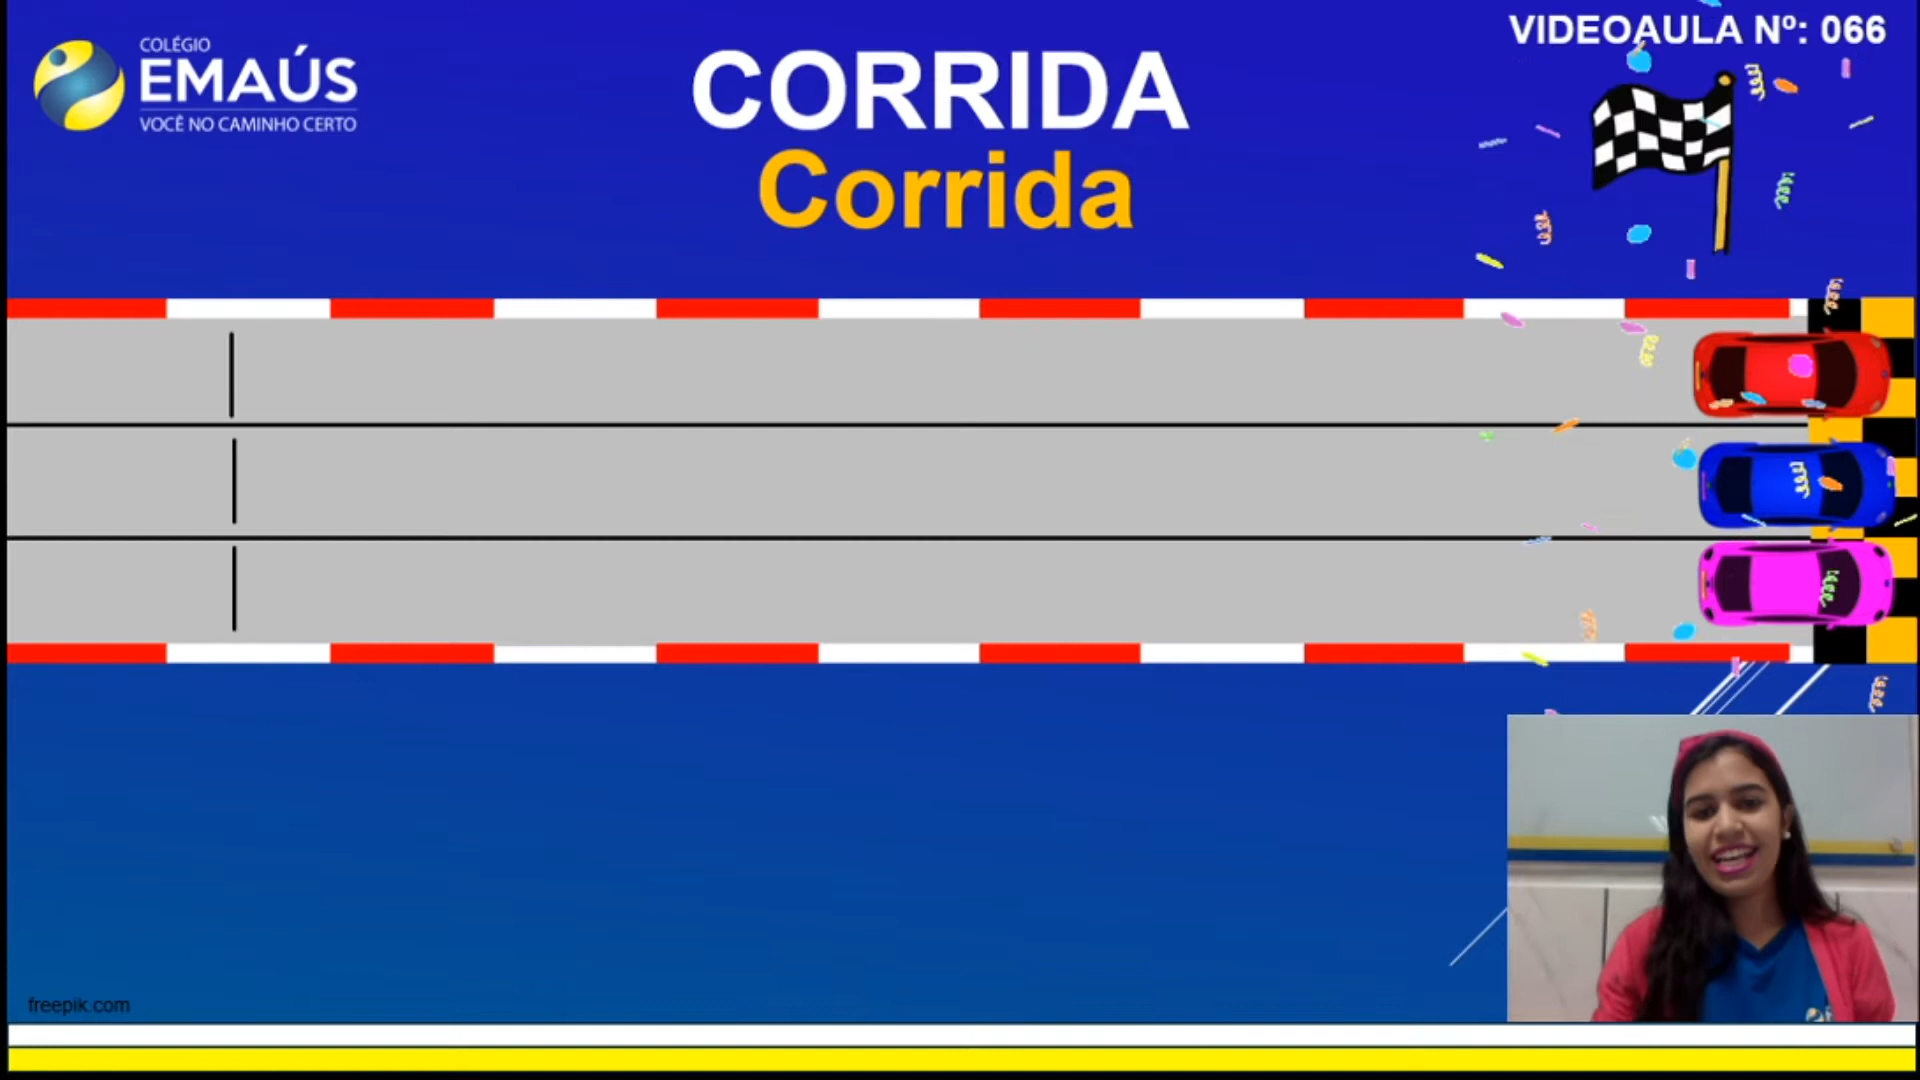 COLÉGIO
EMAÚS
VOCÊ NO CAMINHO CERTO
CORRIDA
Corrida
VIDEOAULA Nº: 066
freepik.com